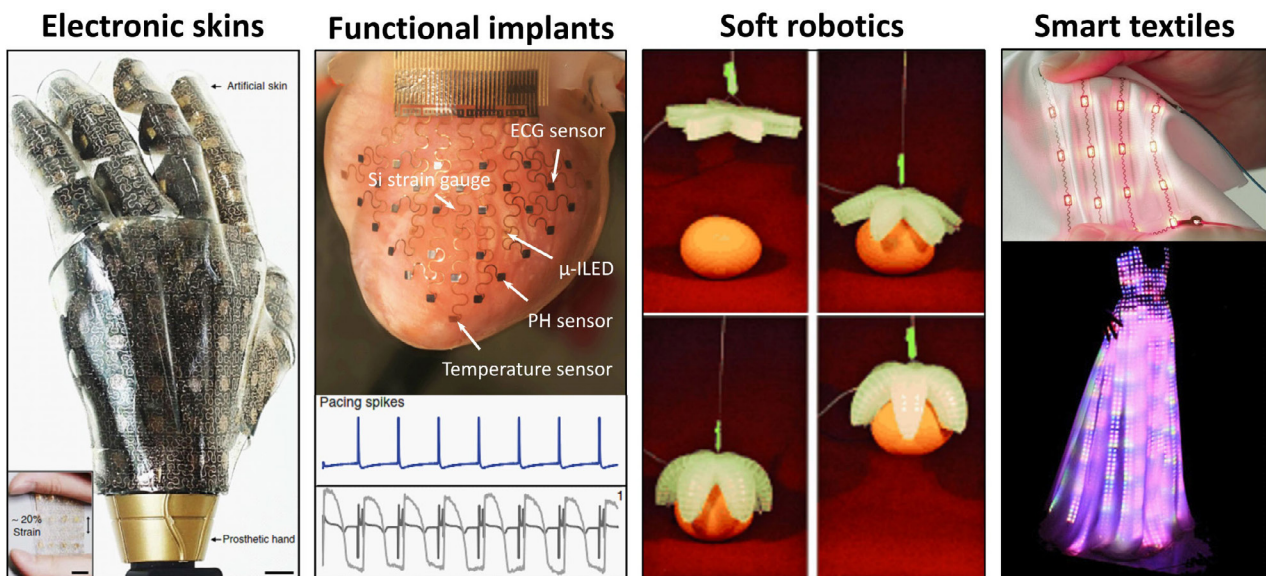 Electronic skins
Functional implants
Soft robotics
Smart textiles
Artificial skin
~ 20%
Strain
Prosthetic hand
ECG sensor
Si strain gauge
μ-ILED
PH sensor
Temperature sensor
Pacing spikes
1